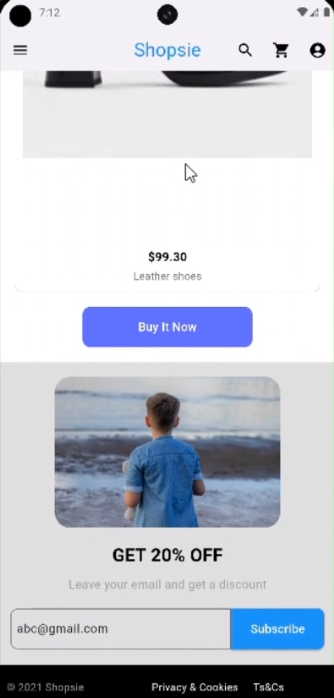 7:12
Shopsie
$99.30
Leather shoes
Buy It Now
GET 20% OFF
Leave your email and get a discount
abc@gmail.com
Subscribe
© 2021 Shopsie
Privacy & Cookies
Ts&Cs